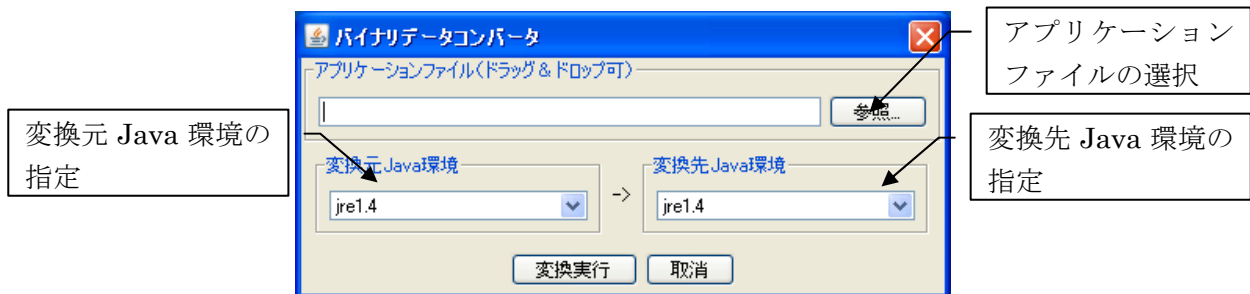 バイナリデータコンバータ
アプリケーションファイル(ドラッグ&ドロップ可)
参照...
アプリケーション
ファイルの選択
変換元 Java 環境の
指定
変換元Java環境
jre1.4
->
変換先Java環境
jre1.4
変換先 Java 環境の
指定
変換実行
取消